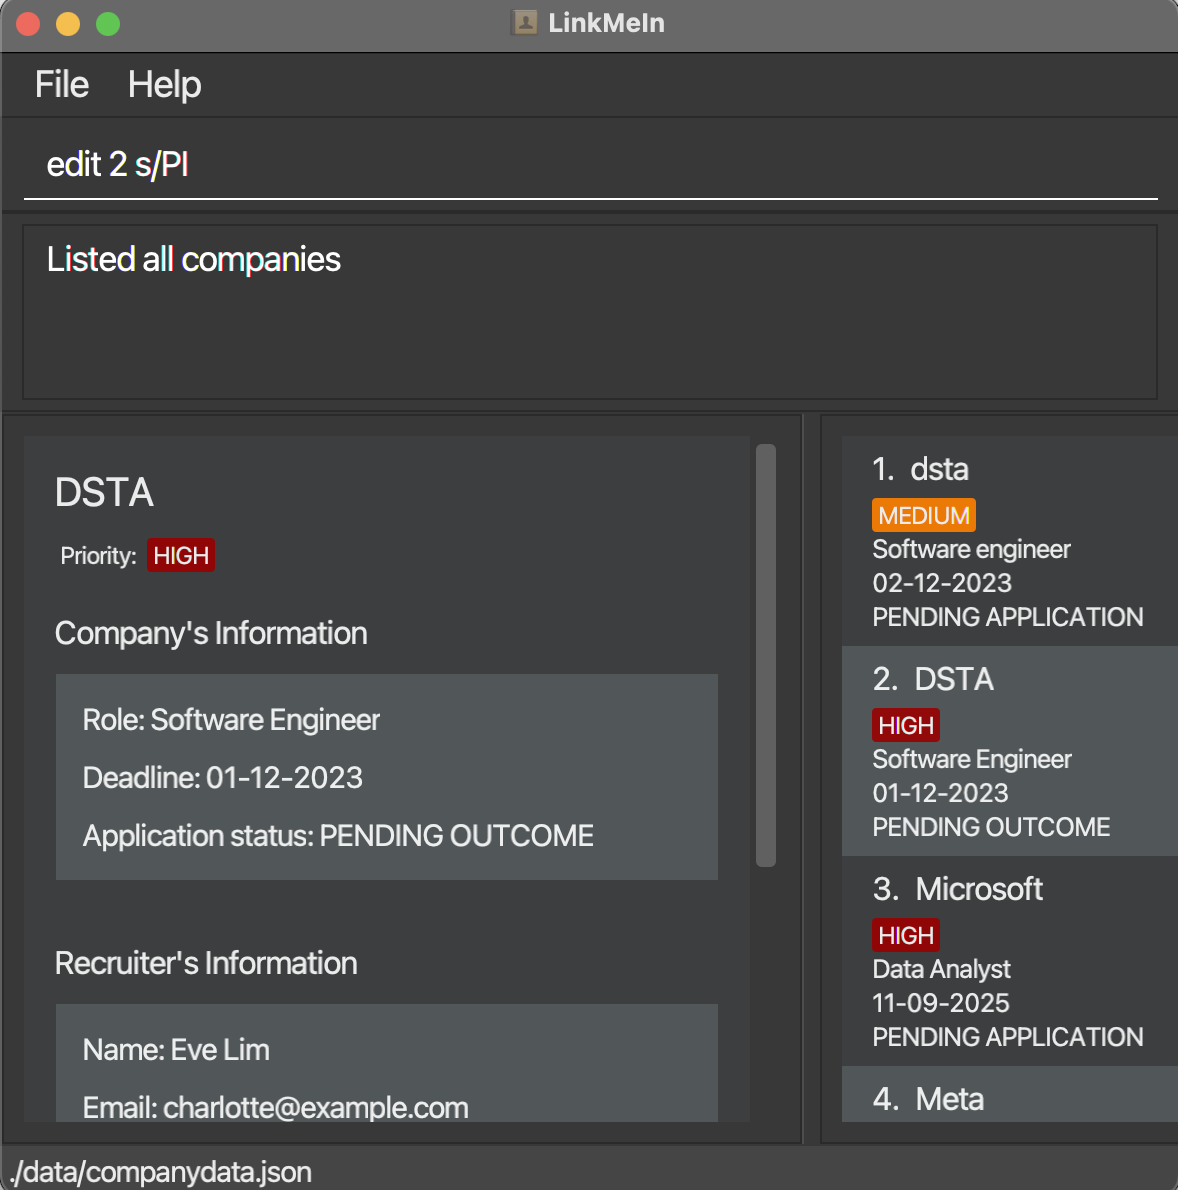 LinkMeIn
File Help
edit 2 s/PI
Listed all companies
DSTA
Priority: HIGH
Company's Information
Role: Software Engineer
Deadline: 01-12-2023
Application status: PENDING OUTCOME
Recruiter's Information
Name: Eve Lim
Email: charlotte@example.com
1. dsta
MEDIUM
Software engineer
02-12-2023
PENDING APPLICATION
2. DSTA
HIGH
Software Engineer
01-12-2023
PENDING OUTCOME
3. Microsoft
HIGH
Data Analyst
11-09-2025
PENDING APPLICATION
4. Meta
./data/companydata.json